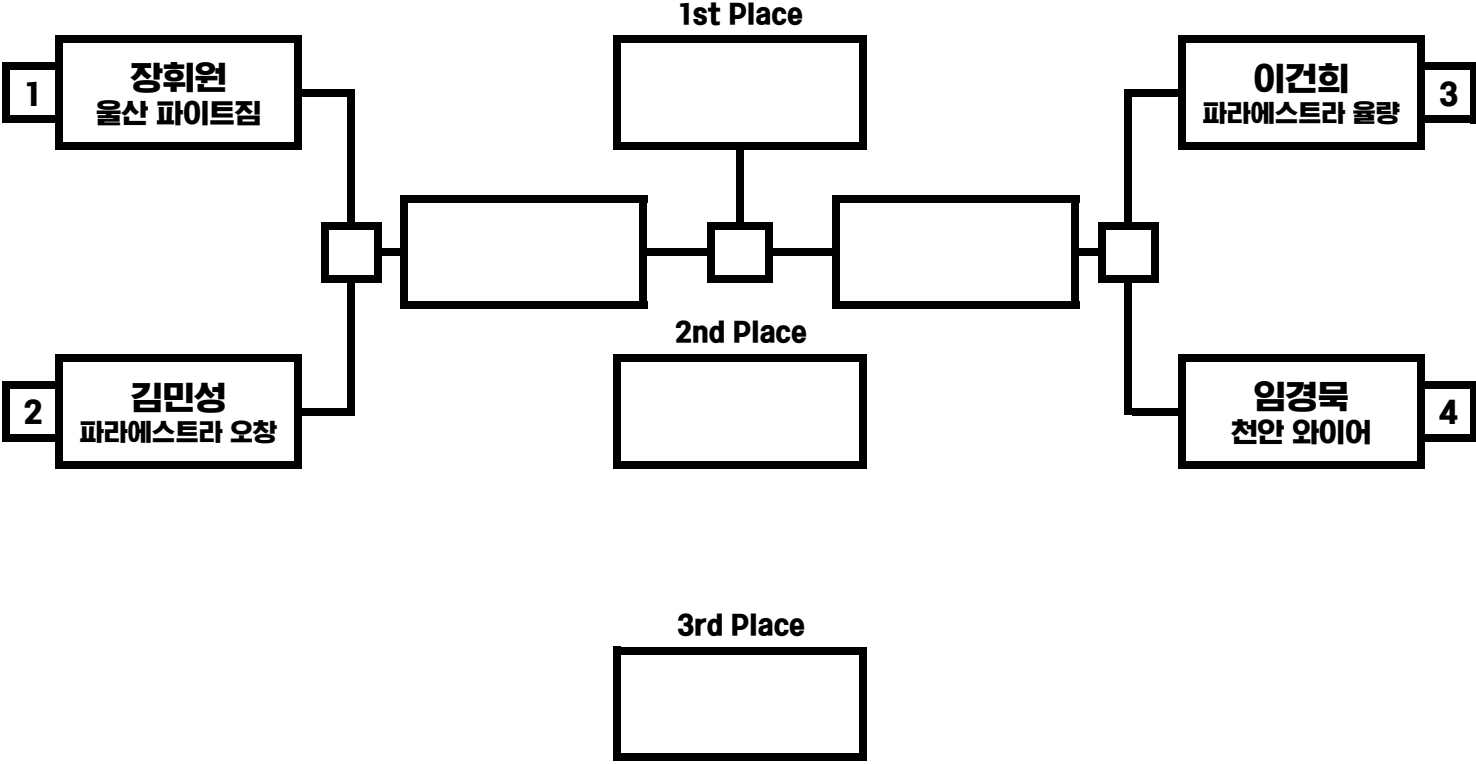 1st Place
1
장휘원
울산 파이트짐
이건희
파라에스트라 율량
3
2nd Place
2
김민성
파라에스트라 오창
임경묵
천안 와이어
4
3rd Place